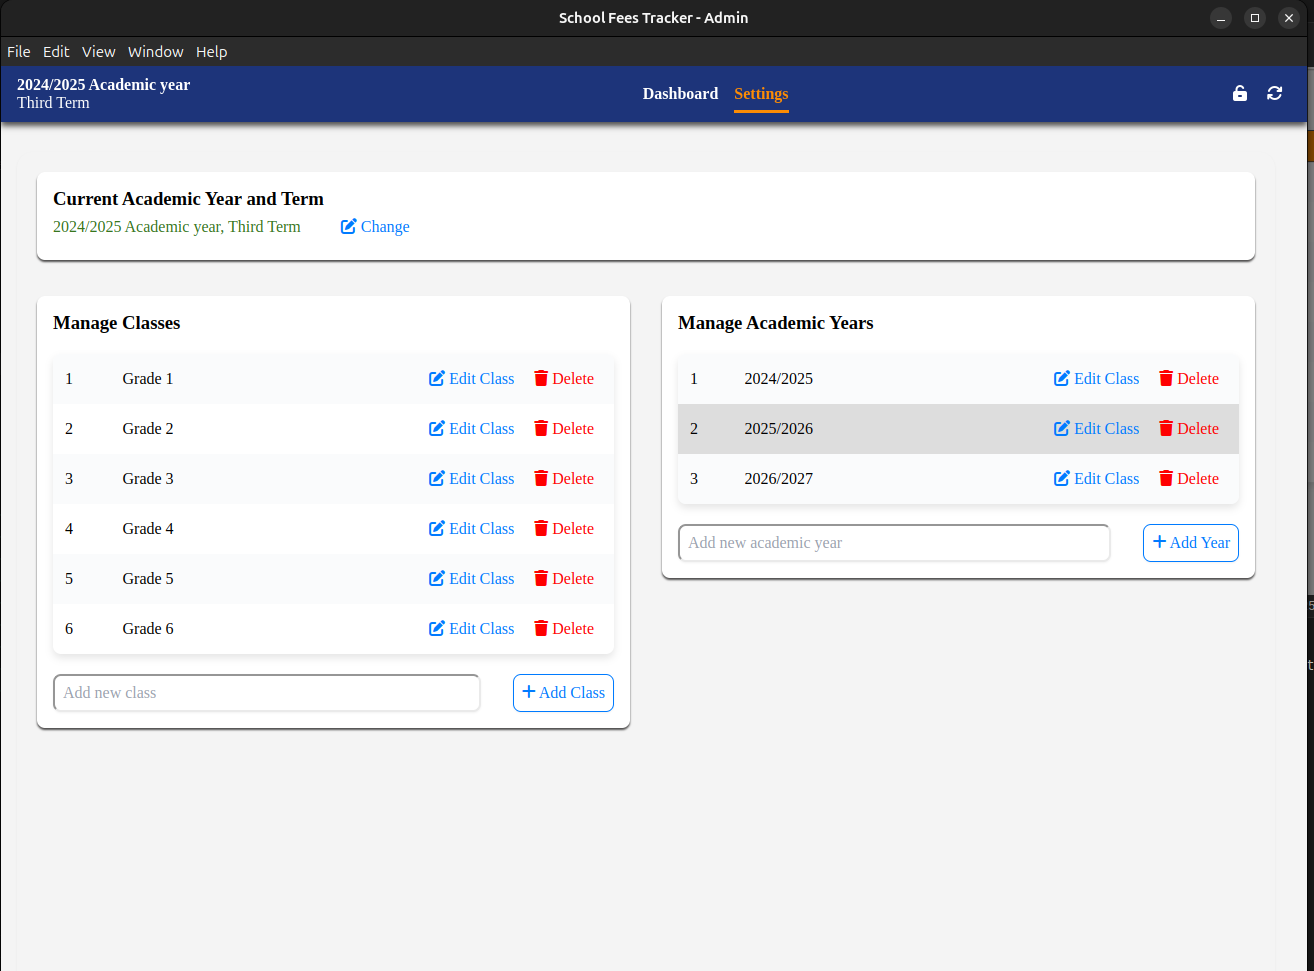 School Fees Tracker - Admin
File Edit View Window Help
2024/2025 Academic year
Third Term
Dashboard Settings
Current Academic Year and Term
2024/2025 Academic year, Third Term Change
Manage Classes
1 Grade 1 Edit Class Delete
2 Grade 2 Edit Class Delete
3 Grade 3 Edit Class Delete
4 Grade 4 Edit Class Delete
5 Grade 5 Edit Class Delete
6 Grade 6 Edit Class Delete
Add new class + Add Class
Manage Academic Years
1 2024/2025 Edit Class Delete
2 2025/2026 Edit Class Delete
3 2026/2027 Edit Class Delete
Add new academic year + Add Year